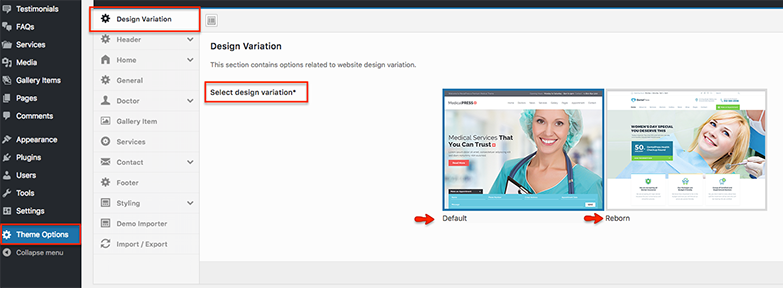 Testimonials
FAQs
Services
Media
Gallery Items
Pages
Comments
Appearance
Plugins
Users
Tools
Settings
Theme Options
Collapse menu
Design Variation
Header
Home
General
Doctor
Gallery Item
Services
Contact
Footer
Styling
Demo Importer
Import / Export
Design Variation
This section contains options related to website design variation.
Select design variation*
MedicalPRESS
Medical Services That
You Can Trust
Default
WOMEN'S DAY SPECIAL
YOU DESERVE THIS
50
Reborn